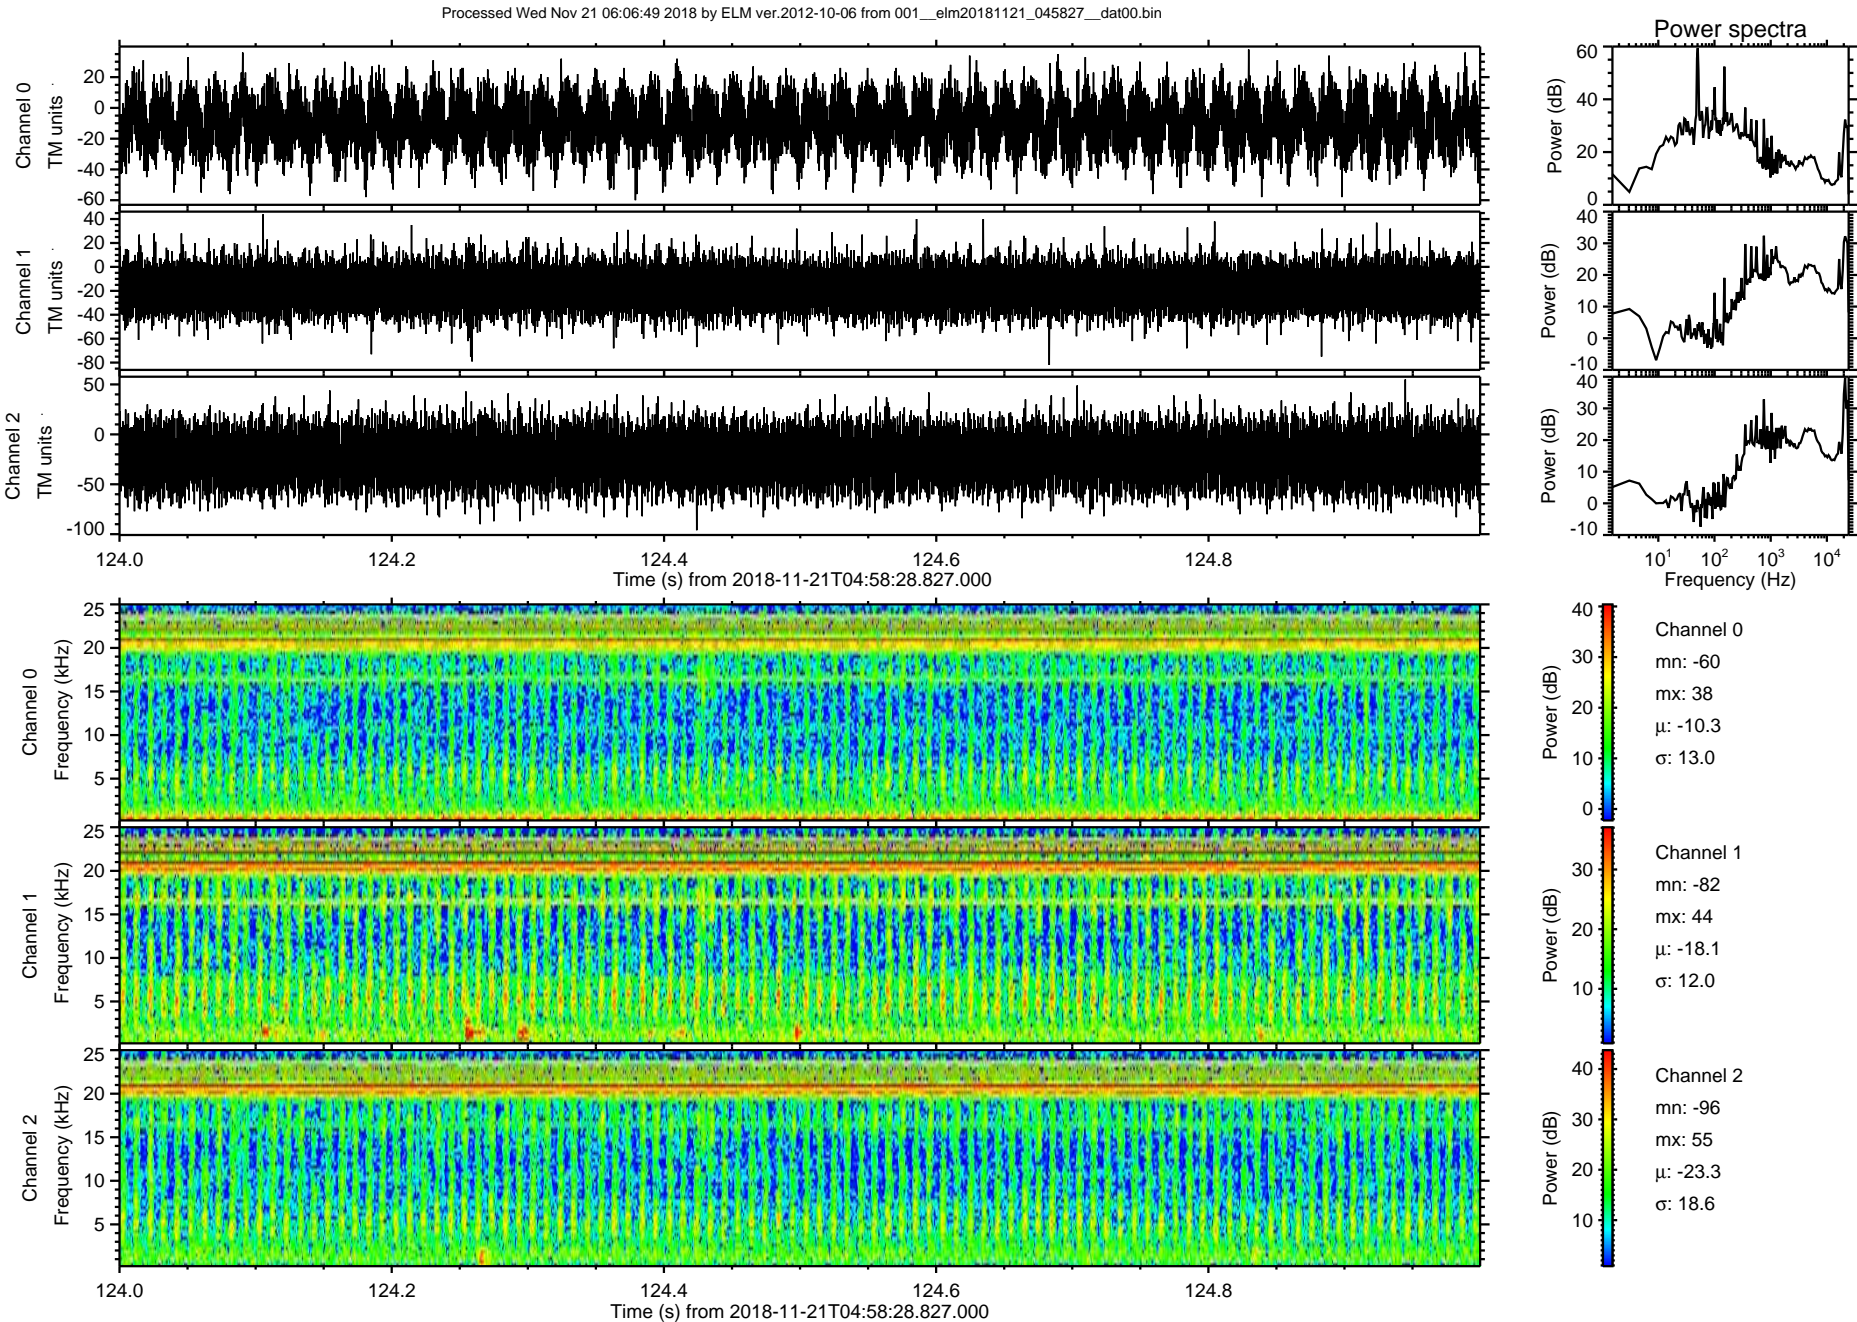 Processed Wed Nov 21 06:06:49 2018 by ELM ver.2012-10-06 from 001__elm20181121_045827__dat00.bin
Power spectra
Channel 0
TM units
20
0
-20
-40
-60
Power (dB)
60
40
20
0
Channel 1
TM units
40
20
0
-20
-40
-60
-80
Power (dB)
40
30
20
10
0
-10
Channel 2
TM units
50
0
-50
-100
Power (dB)
40
30
20
10
0
-10
124.0 124.2 124.4 124.6 124.8
Time (s) from 2018-11-21T04:58:28.827.000
10¹ 10² 10³ 10⁴
Frequency (Hz)
Channel 0
Frequency (kHz)
25
20
15
10
5
Power (dB)
40
30
20
10
0
Channel 0
mn: -60
mx: 38
μ: -10.3
σ: 13.0
Channel 1
Frequency (kHz)
25
20
15
10
5
Power (dB)
30
20
10
Channel 1
mn: -82
mx: 44
μ: -18.1
σ: 12.0
Channel 2
Frequency (kHz)
25
20
15
10
5
Power (dB)
40
30
20
10
Channel 2
mn: -96
mx: 55
μ: -23.3
σ: 18.6
124.0 124.2 124.4 124.6 124.8
Time (s) from 2018-11-21T04:58:28.827.000